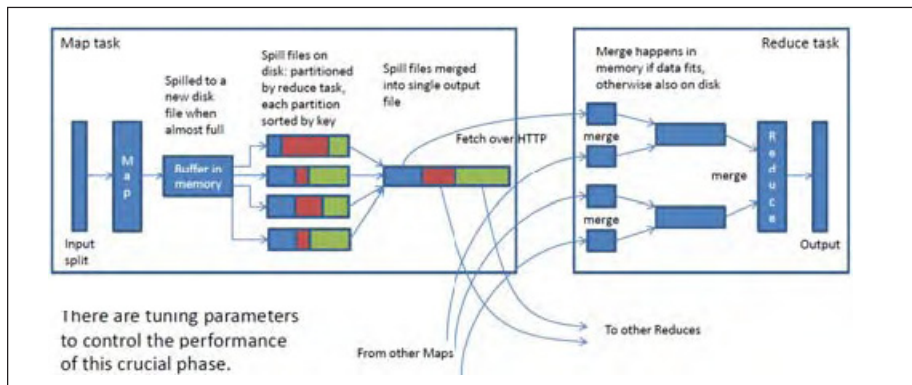 Map task
Spilled to a
new disk
file when
almost full
Spill files on
disk: partitioned
by reduce task,
each partition
sorted by key
Spill files merged
into single output
file
Fetch over HTTP
Map
Buffer in
memory
Input
split
Reduce task
Merge happens in
memory if data fits,
otherwise also on disk
merge
merge
merge
Reduce
Output
There are tuning parameters
to control the performance
of this crucial phase.
From other Maps
To other Reduces